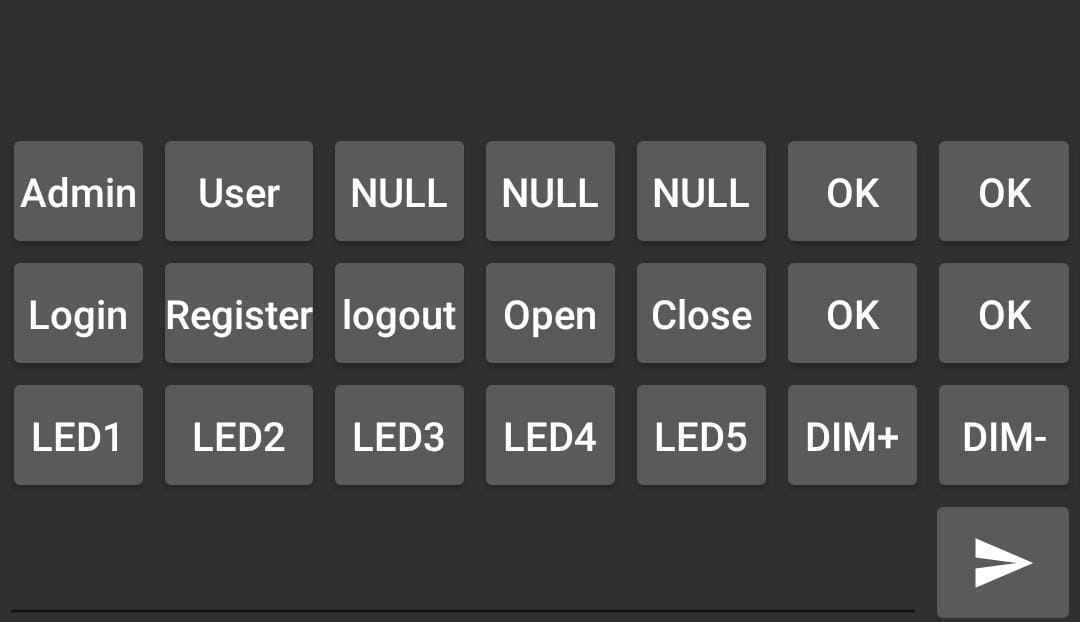 Admin User NULL NULL NULL OK OK
Login Register logout Open Close OK OK
LED1 LED2 LED3 LED4 LED5 DIM+ DIM-